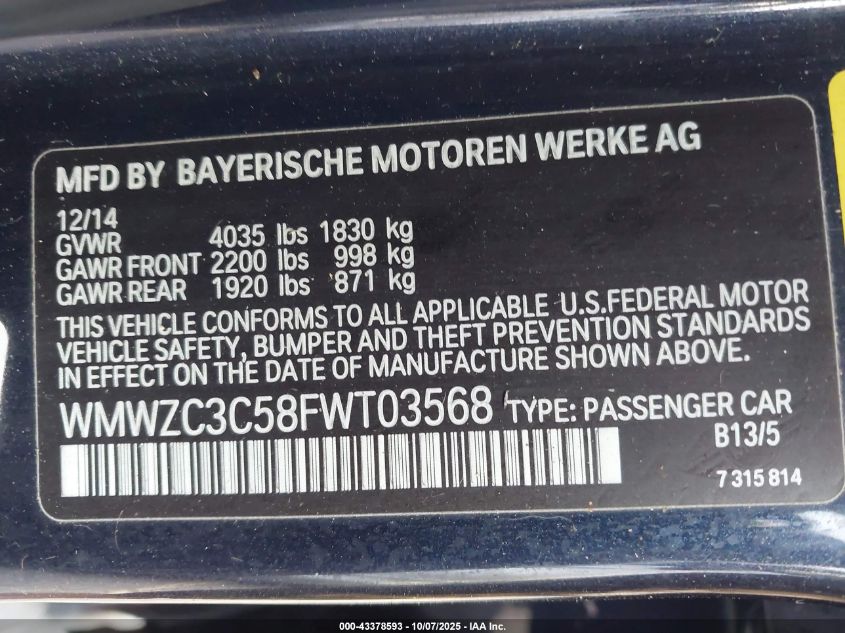 MFD BY BAYERISCHE MOTOREN WERKE AG
12/14
GVWR 4035 lbs 1830 kg
GAWR FRONT 2200 lbs 998 kg
GAWR REAR 1920 lbs 871 kg
THIS VEHICLE CONFORMS TO ALL APPLICABLE U.S.FEDERAL MOTOR
VEHICLE SAFETY, BUMPER AND THEFT PREVENTION STANDARDS
IN EFFECT ON THE DATE OF MANUFACTURE SHOWN ABOVE.
WMWZC3C58FWT03568 TYPE: PASSENGER CAR
B13/5
7 315 814
000-43378593 - 10/07/2025 - IAA Inc.